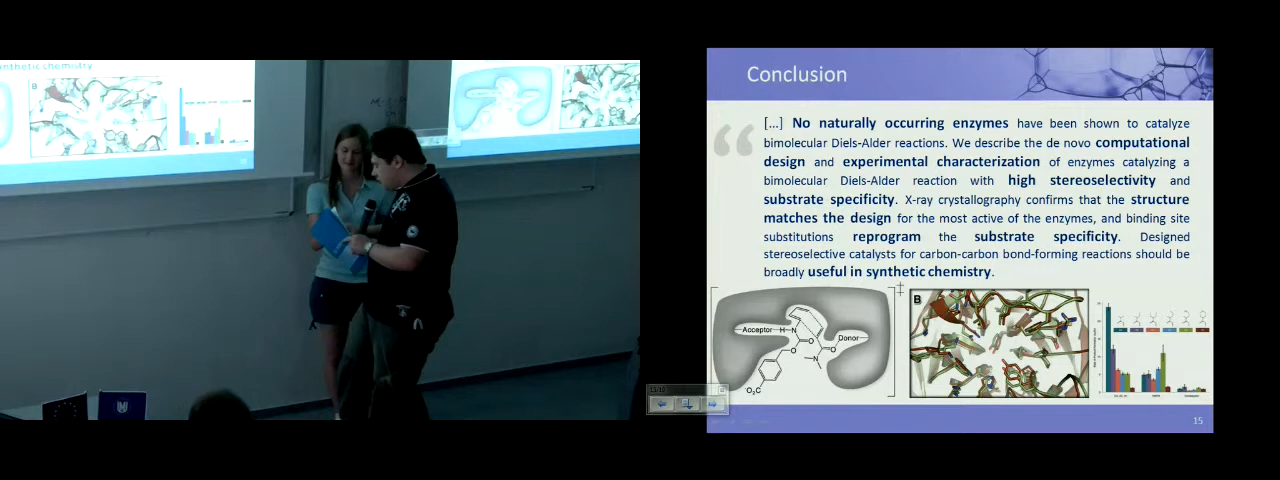 nthetic chemistry
B
Conclusion
[...] No naturally occurring enzymes have been shown to catalyze
bimolecular Diels-Alder reactions. We describe the de novo computational
design and experimental characterization of enzymes catalyzing a
bimolecular Diels-Alder reaction with high stereoselectivity and
substrate specificity. X-ray crystallography confirms that the structure
matches the design for the most active of the enzymes, and binding site
substitutions reprogram the substrate specificity. Designed
stereoselective catalysts for carbon-carbon bond-forming reactions should be
broadly useful in synthetic chemistry.
‡
Acceptor
H
N
O
O
O
Donor
N
⁻O₂C
B
15